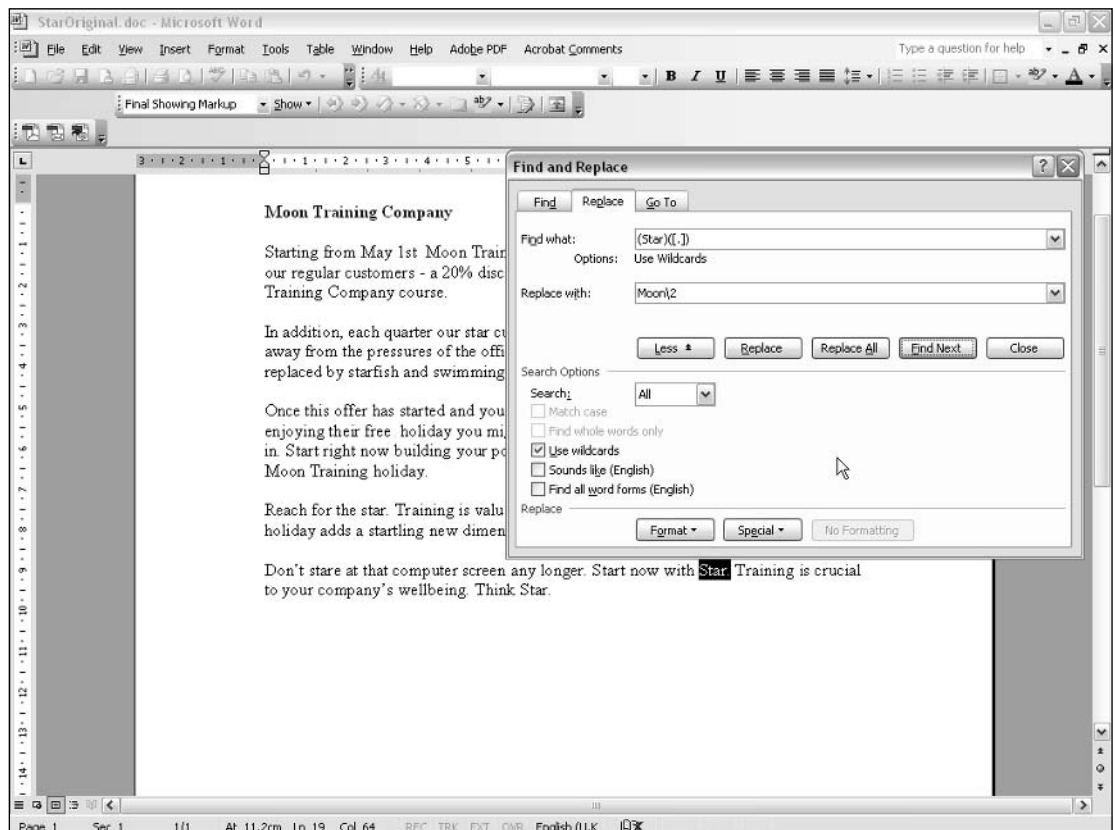 StarOriginal.doc - Microsoft Word
File Edit View Insert Format Tools Table Window Help Adobe PDF Acrobat Comments
Type a question for help
B I U
Final Showing Markup Show
3 2 1 1 2 3 4 5
Moon Training Company
Starting from May 1st Moon Train
our regular customers - a 20% disc
Training Company course.
In addition, each quarter our star cu
away from the pressures of the offi
replaced by starfish and swimming
Once this offer has started and you
enjoying their free holiday you mi
in. Start right now building your po
Moon Training holiday.
Reach for the star. Training is valu
holiday adds a startling new dimen
Don't stare at that computer screen any longer. Start now with Star. Training is crucial
to your company's wellbeing. Think Star.
Find and Replace
Find Replace Go To
Find what: (Star)([.])
Options: Use Wildcards
Replace with: Moon\2
Less Replace Replace All Find Next Close
Search Options
Search: All
Match case
Find whole words only
Use wildcards
Sounds like (English)
Find all word forms (English)
Replace
Format Special No Formatting
Page 1 Sec 1 1/1 At 11.2cm Ln 19 Col 64 REC TRK EXT OVR English (U.K